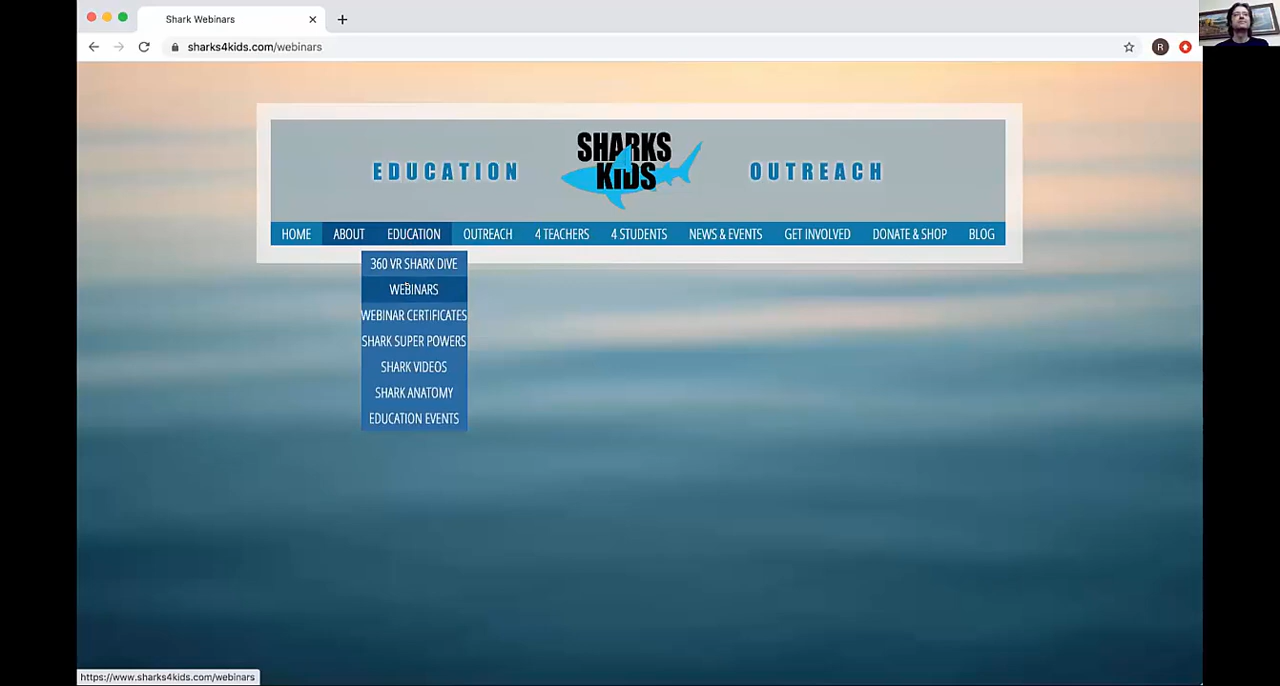 Shark Webinars
sharks4kids.com/webinars
R
EDUCATION
SHARKS
KIDS
OUTREACH
HOME ABOUT EDUCATION OUTREACH 4 TEACHERS 4 STUDENTS NEWS & EVENTS GET INVOLVED DONATE & SHOP BLOG
360 VR SHARK DIVE
WEBINARS
WEBINAR CERTIFICATES
SHARK SUPER POWERS
SHARK VIDEOS
SHARK ANATOMY
EDUCATION EVENTS
https://www.sharks4kids.com/webinars